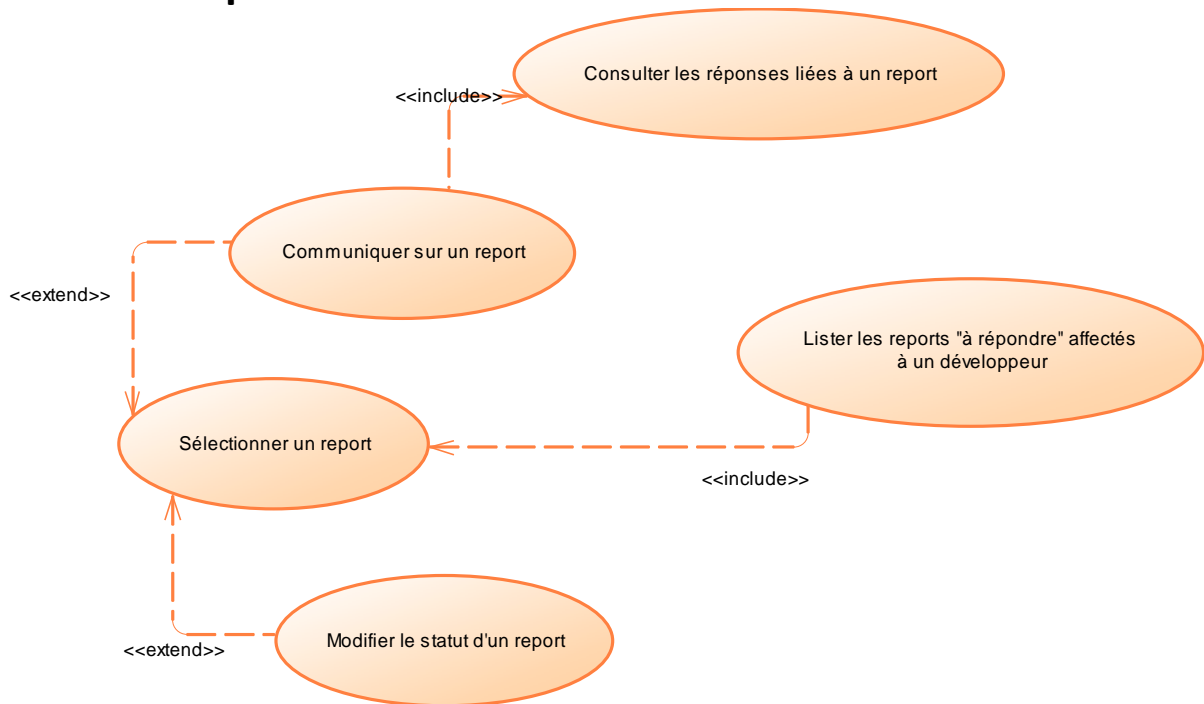 Consulter les réponses liées à un report
<<include>>
Communiquer sur un report
<<extend>>
Lister les reports "à répondre" affectés
à un développeur
Sélectionner un report
<<include>>
Modifier le statut d'un report
<<extend>>